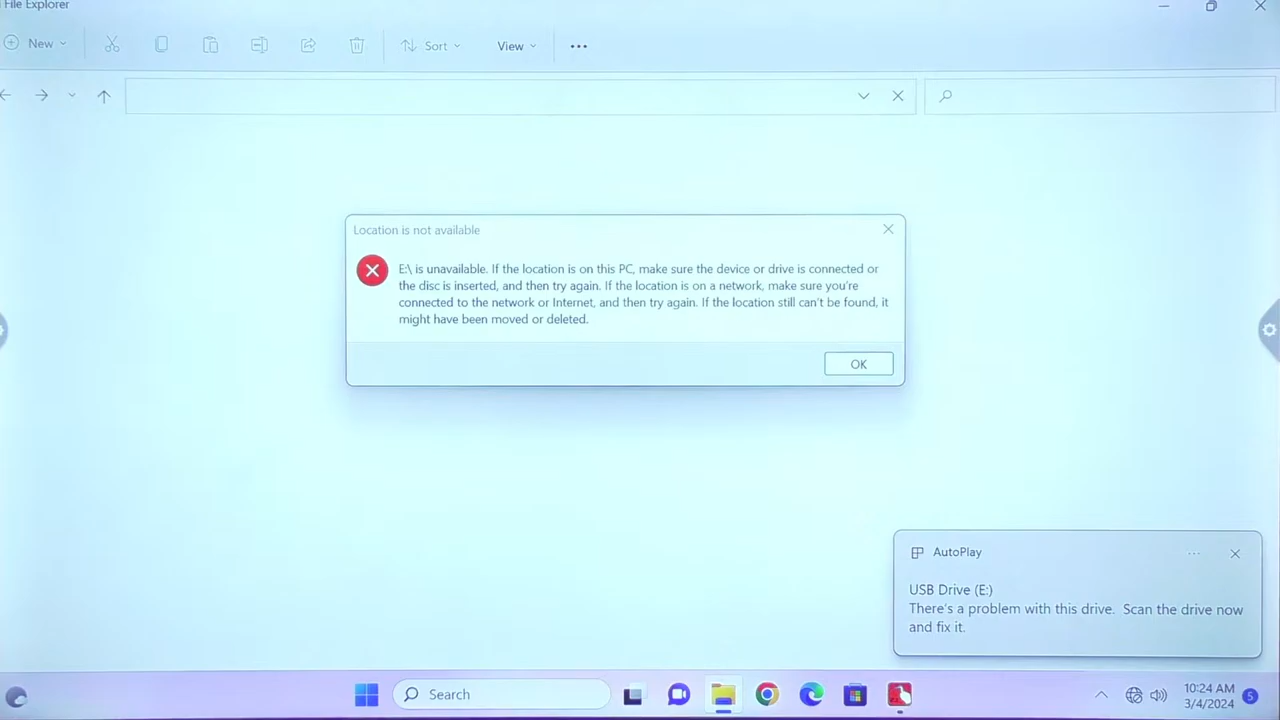 File Explorer
New
Sort
View
Location is not available
E:\ is unavailable. If the location is on this PC, make sure the device or drive is connected or
the disc is inserted, and then try again. If the location is on a network, make sure you're
connected to the network or Internet, and then try again. If the location still can't be found, it
might have been moved or deleted.
OK
AutoPlay
USB Drive (E:)
There's a problem with this drive. Scan the drive now
and fix it.
Search
10:24 AM
3/4/2024
5